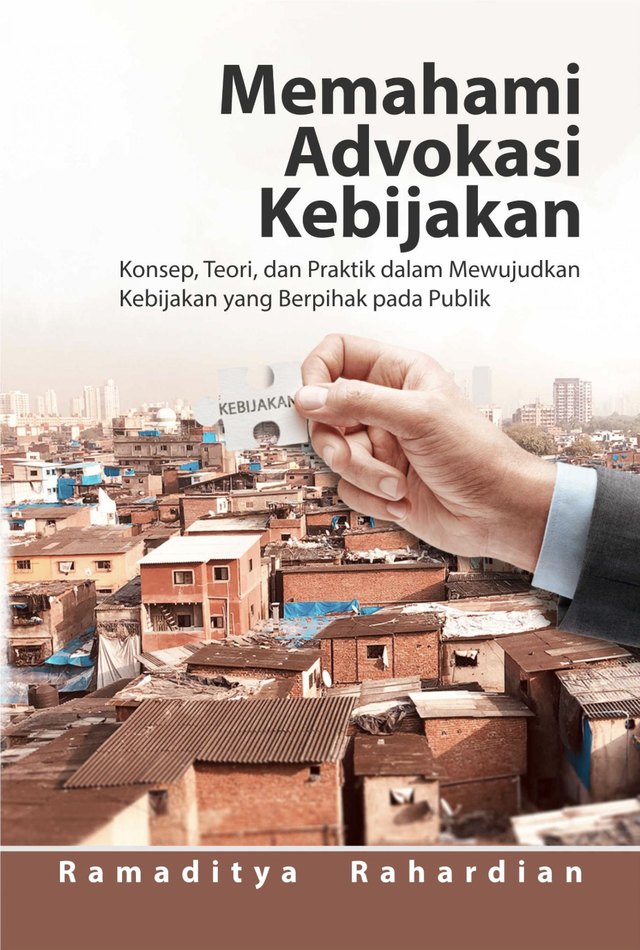 Memahami
Advokasi
Kebijakan
Konsep, Teori, dan Praktik dalam Mewujudkan
Kebijakan yang Berpihak pada Publik
KEBIJAKAN
Ramaditya Rahardian